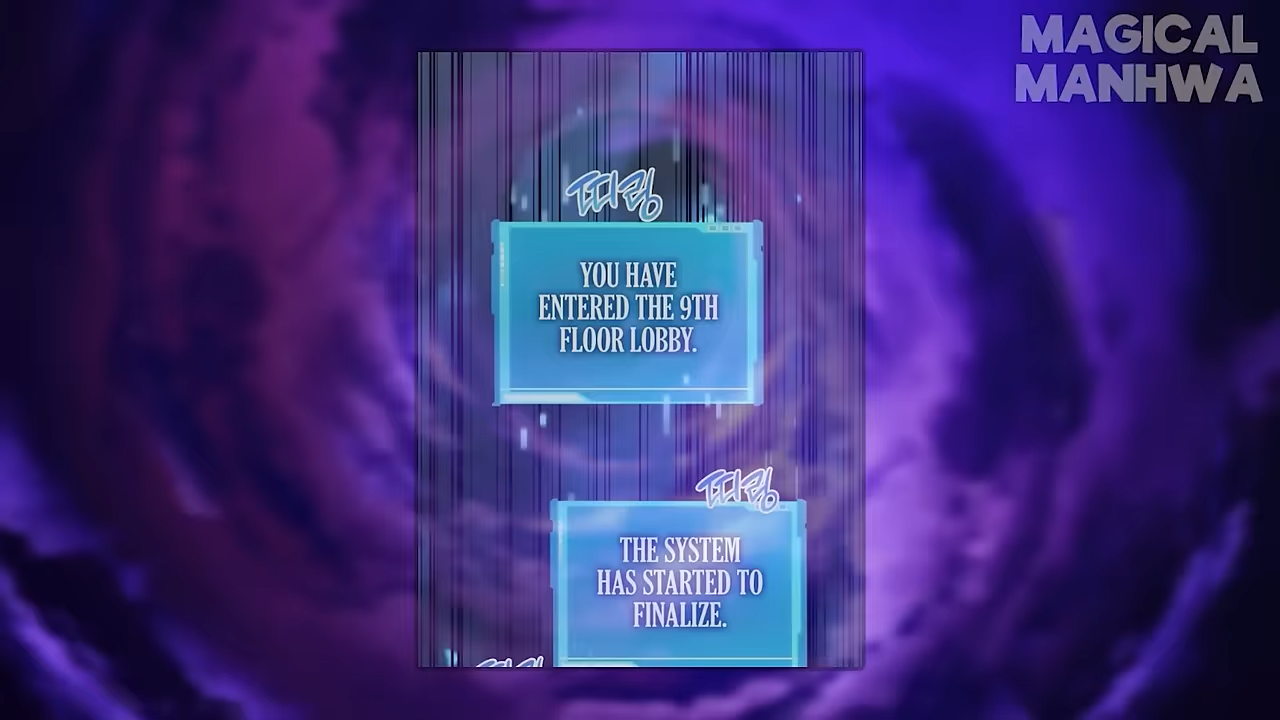 MAGICAL
MANHWA
띠링
YOU HAVE
ENTERED THE 9TH
FLOOR LOBBY.
띠링
THE SYSTEM
HAS STARTED TO
FINALIZE.